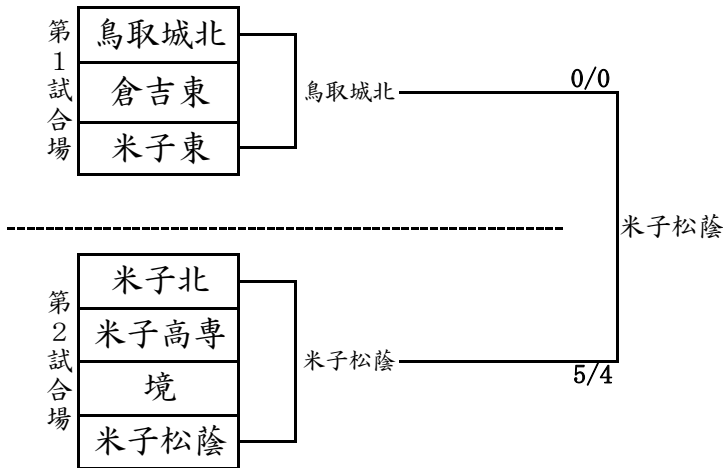 第1試合場
鳥取城北
倉吉東
米子東
鳥取城北
0/0
米子松蔭
第2試合場
米子北
米子高専
境
米子松蔭
米子松蔭
5/4